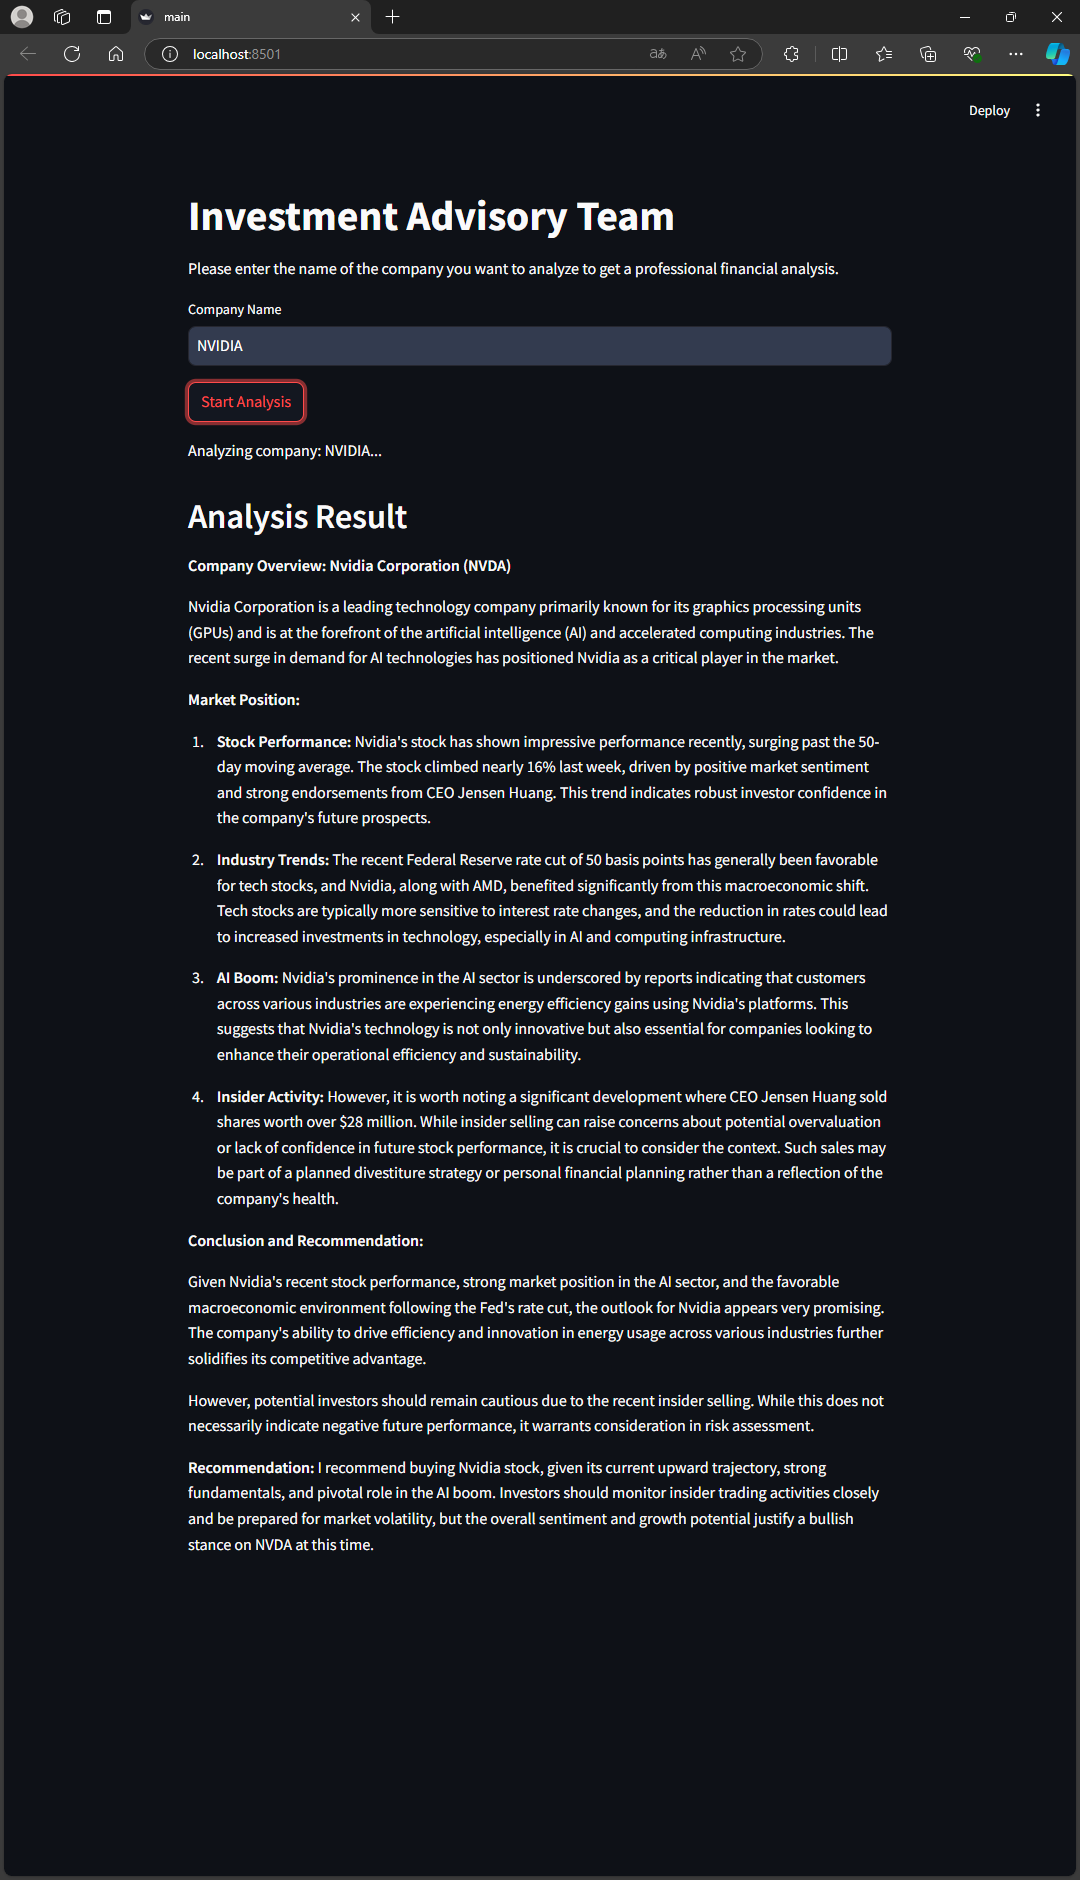 main
localhost:8501
Deploy
Investment Advisory Team
Please enter the name of the company you want to analyze to get a professional financial analysis.
Company Name
NVIDIA
Start Analysis
Analyzing company: NVIDIA...
Analysis Result
Company Overview: Nvidia Corporation (NVDA)
Nvidia Corporation is a leading technology company primarily known for its graphics processing units
(GPUs) and is at the forefront of the artificial intelligence (AI) and accelerated computing industries. The
recent surge in demand for AI technologies has positioned Nvidia as a critical player in the market.
Market Position:
1. Stock Performance: Nvidia's stock has shown impressive performance recently, surging past the 50-
day moving average. The stock climbed nearly 16% last week, driven by positive market sentiment
and strong endorsements from CEO Jensen Huang. This trend indicates robust investor confidence in
the company's future prospects.
2. Industry Trends: The recent Federal Reserve rate cut of 50 basis points has generally been favorable
for tech stocks, and Nvidia, along with AMD, benefited significantly from this macroeconomic shift.
Tech stocks are typically more sensitive to interest rate changes, and the reduction in rates could lead
to increased investments in technology, especially in AI and computing infrastructure.
3. AI Boom: Nvidia's prominence in the AI sector is underscored by reports indicating that customers
across various industries are experiencing energy efficiency gains using Nvidia's platforms. This
suggests that Nvidia's technology is not only innovative but also essential for companies looking to
enhance their operational efficiency and sustainability.
4. Insider Activity: However, it is worth noting a significant development where CEO Jensen Huang sold
shares worth over $28 million. While insider selling can raise concerns about potential overvaluation
or lack of confidence in future stock performance, it is crucial to consider the context. Such sales may
be part of a planned divestiture strategy or personal financial planning rather than a reflection of the
company's health.
Conclusion and Recommendation:
Given Nvidia's recent stock performance, strong market position in the AI sector, and the favorable
macroeconomic environment following the Fed's rate cut, the outlook for Nvidia appears very promising.
The company's ability to drive efficiency and innovation in energy usage across various industries further
solidifies its competitive advantage.
However, potential investors should remain cautious due to the recent insider selling. While this does not
necessarily indicate negative future performance, it warrants consideration in risk assessment.
Recommendation: I recommend buying Nvidia stock, given its current upward trajectory, strong
fundamentals, and pivotal role in the AI boom. Investors should monitor insider trading activities closely
and be prepared for market volatility, but the overall sentiment and growth potential justify a bullish
stance on NVDA at this time.